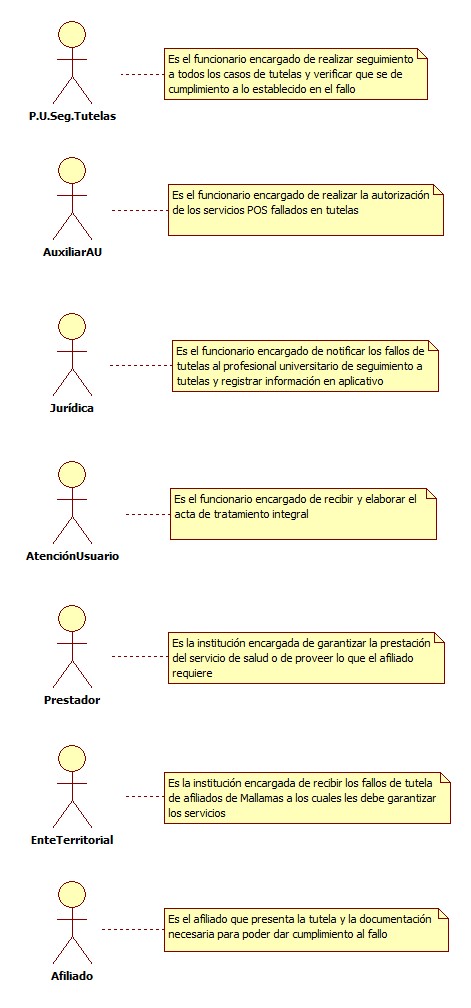 Es el funcionario encargado de realizar seguimiento
a todos los casos de tutelas y verificar que se de
cumplimiento a lo establecido en el fallo
P.U.Seg.Tutelas
Es el funcionario encargado de realizar la autorización
de los servicios POS fallados en tutelas
AuxiliarAU
Es el funcionario encargado de notificar los fallos de
tutelas al profesional universitario de seguimiento a
tutelas y registrar información en aplicativo
Jurídica
Es el funcionario encargado de recibir y elaborar el
acta de tratamiento integral
AtenciónUsuario
Es la institución encargada de garantizar la prestación
del servicio de salud o de proveer lo que el afiliado
requiere
Prestador
Es la institución encargada de recibir los fallos de tutela
de afiliados de Mallamas a los cuales les debe garantizar
los servicios
EnteTerritorial
Es el afiliado que presenta la tutela y la documentación
necesaria para poder dar cumplimiento al fallo
Afiliado